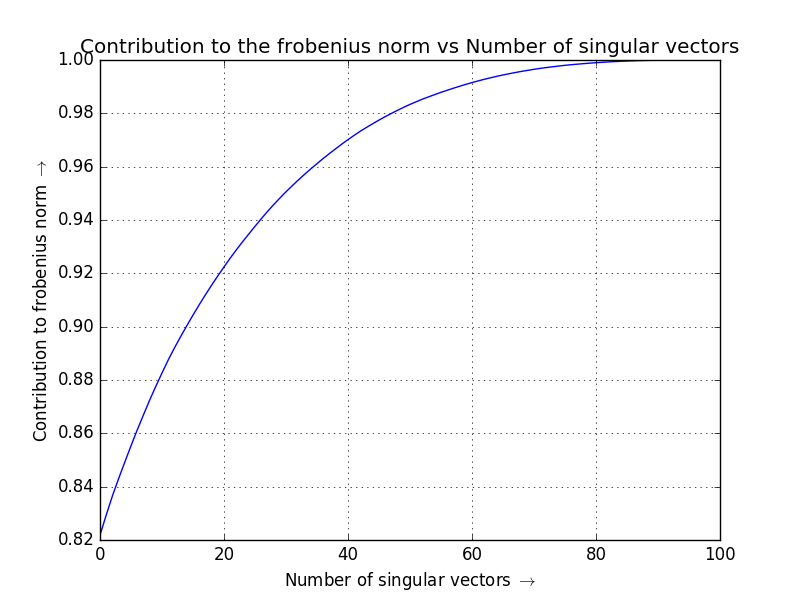 Contribution to the frobenius norm vs Number of singular vectors
1.00
0.98
0.96
0.94
0.92
0.90
0.88
0.86
0.84
0.82
Contribution to frobenius norm →
0 20 40 60 80 100
Number of singular vectors →